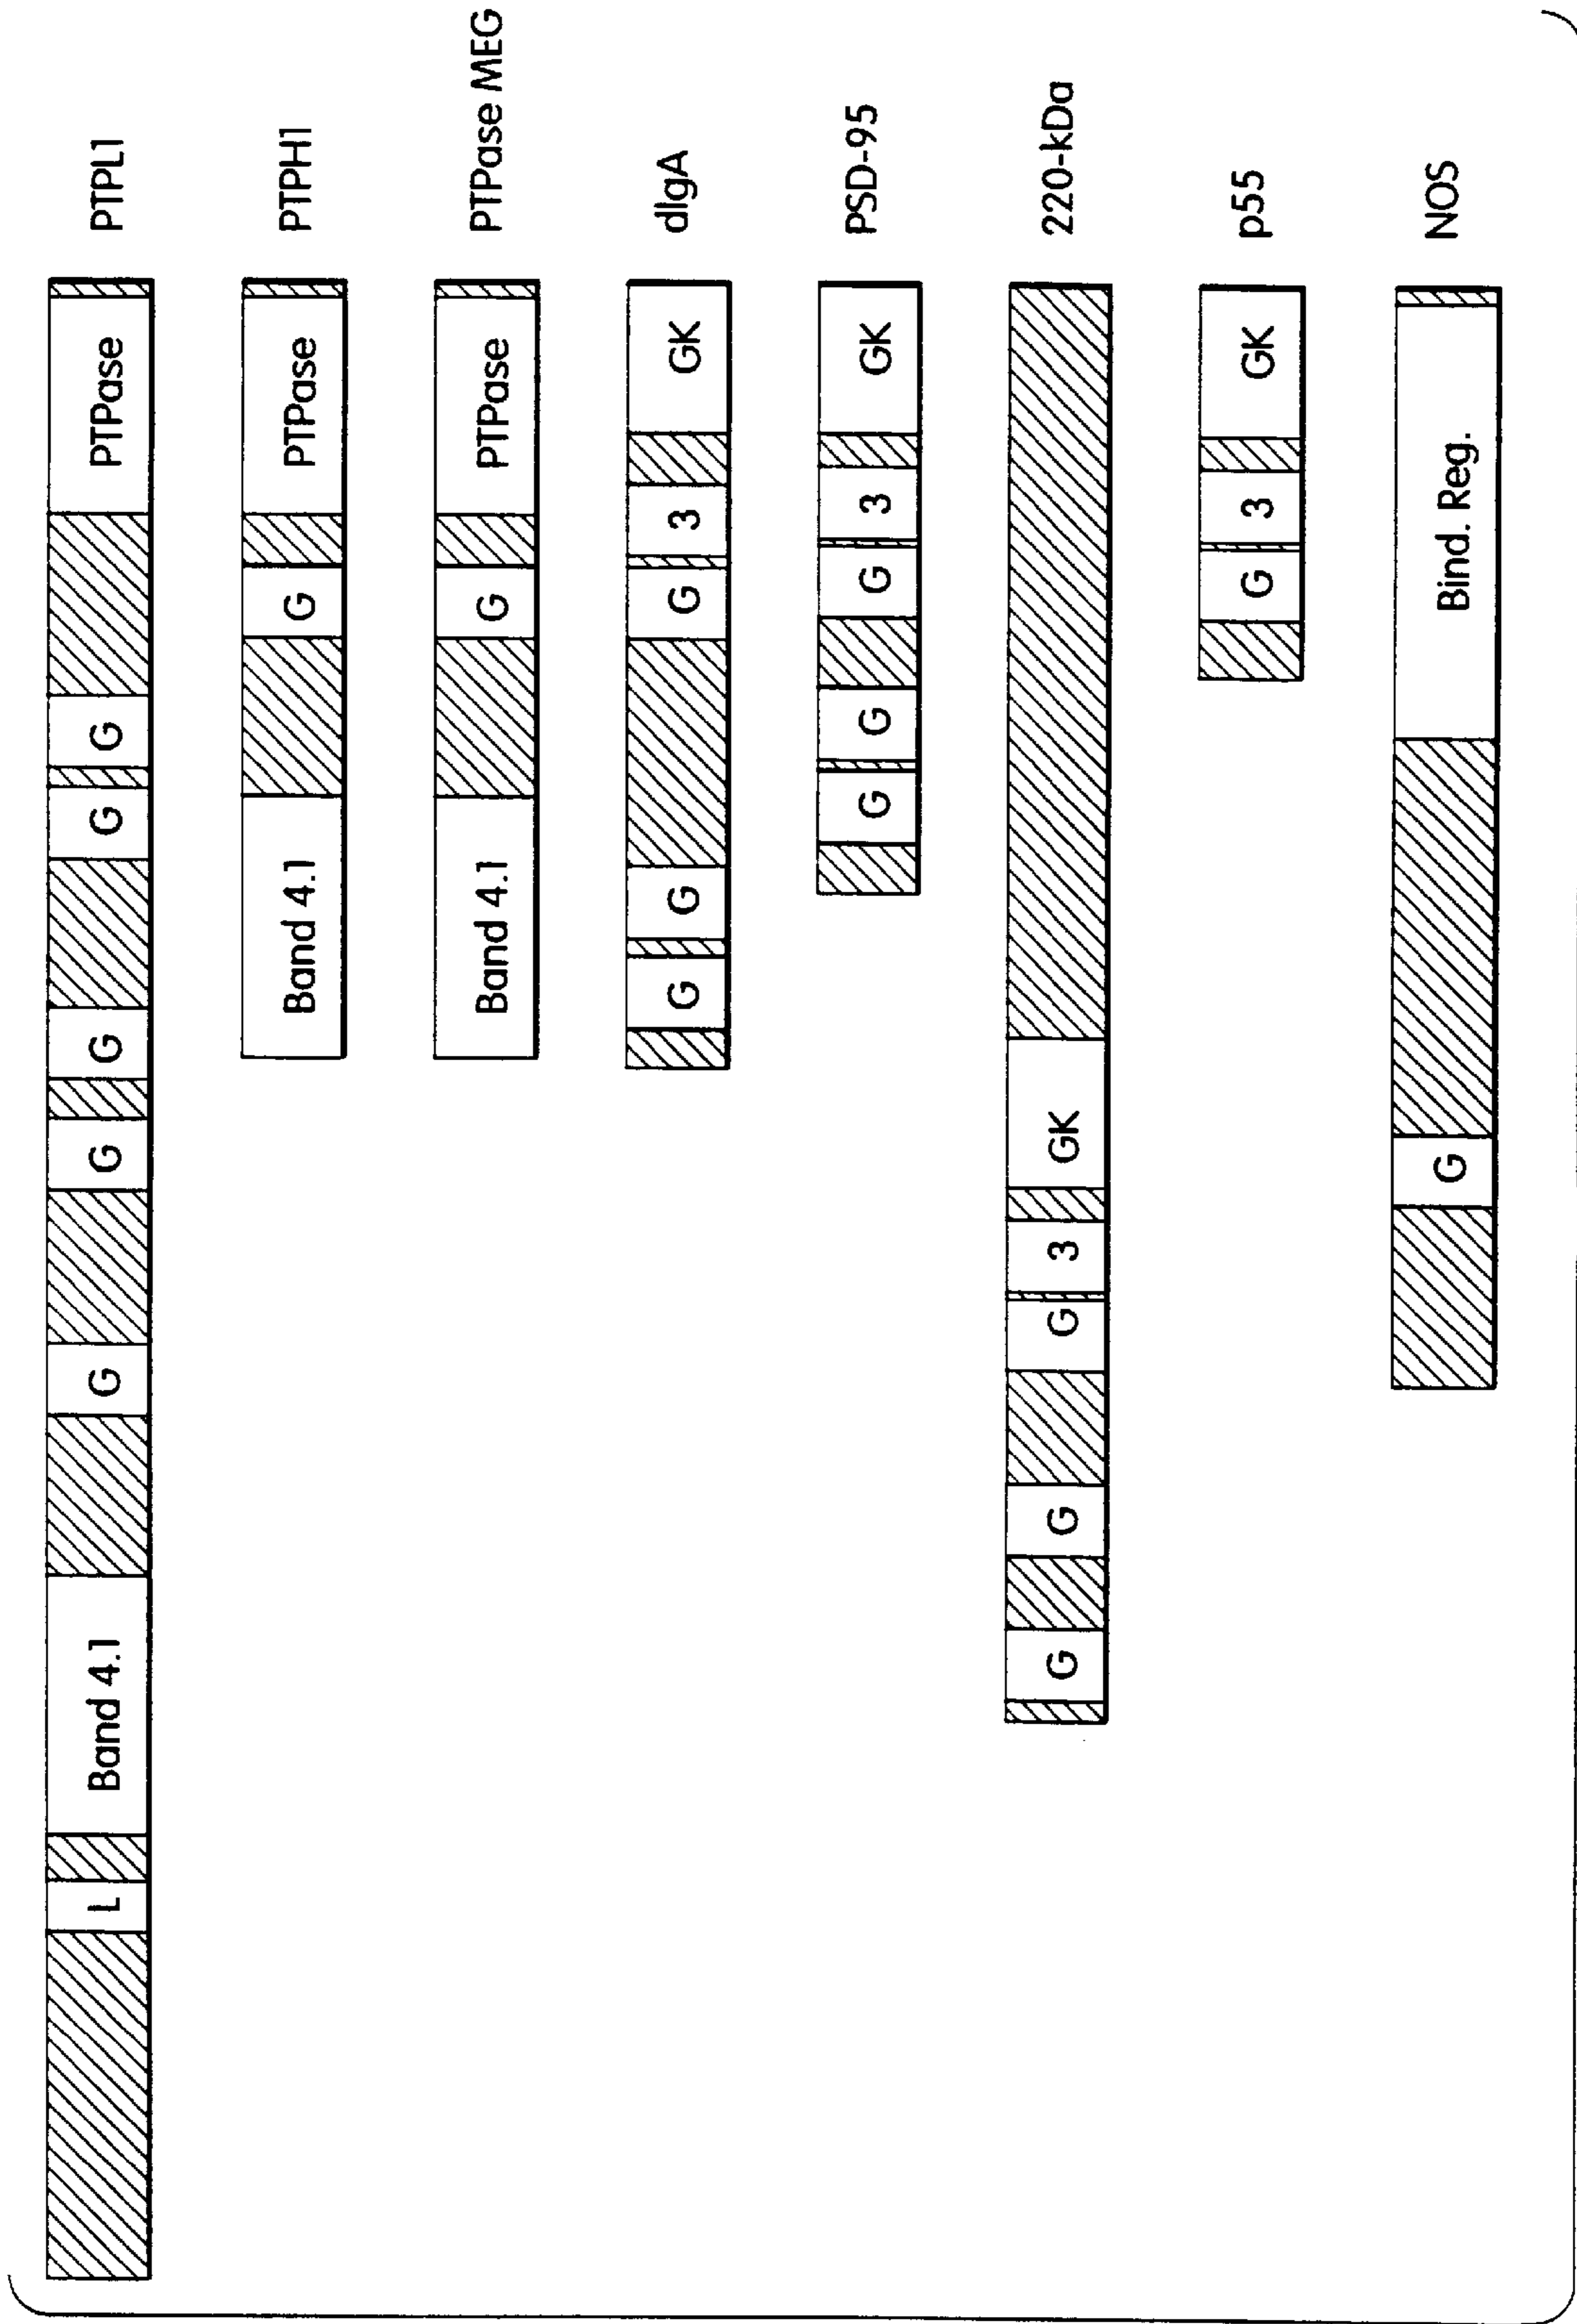 L Band 4.1 G G G G G PTPase PTPL1
Band 4.1 G PTPase PTPH1
Band 4.1 G PTPase PTPase MEG
G G G 3 GK dlgA
G G G 3 GK PSD-95
G G G 3 GK 220-kDa
G 3 GK p55
G Bind. Reg. NOS